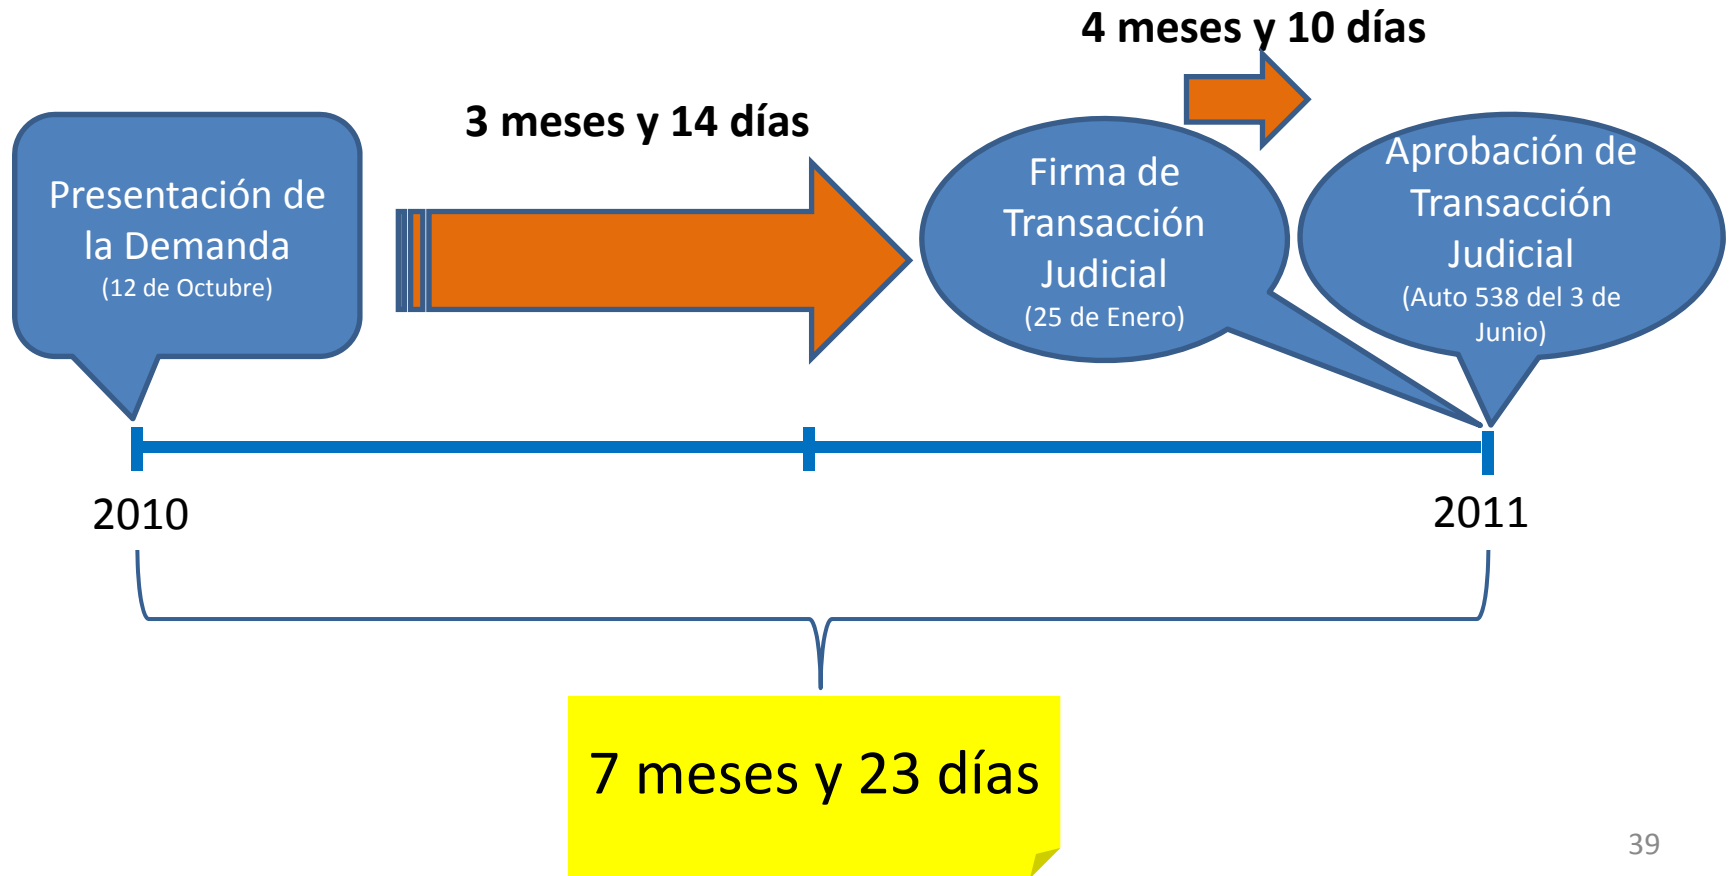 4 meses y 10 días
3 meses y 14 días
Presentación de
la Demanda
(12 de Octubre)
Firma de
Transacción
Judicial
(25 de Enero)
Aprobación de
Transacción
Judicial
(Auto 538 del 3 de
Junio)
2010
2011
7 meses y 23 días
39